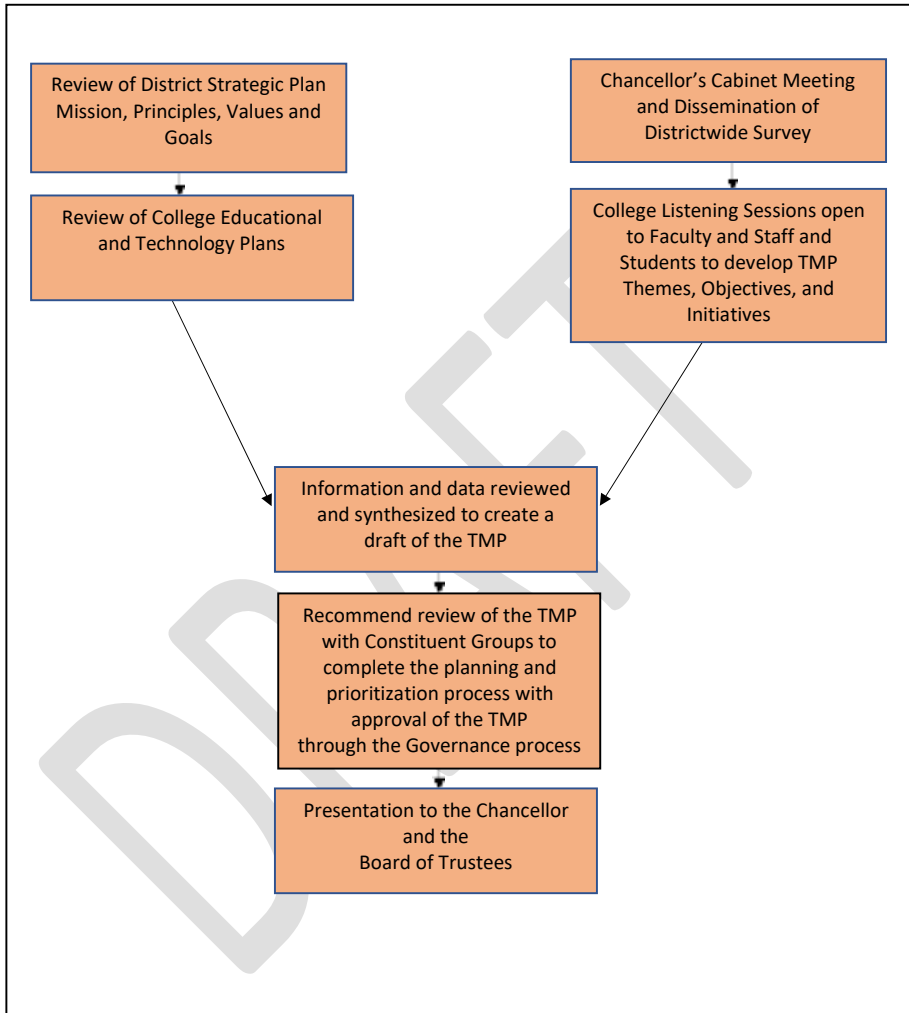 Review of District Strategic Plan
Mission, Principles, Values and
Goals
Review of College Educational
and Technology Plans
Chancellor’s Cabinet Meeting
and Dissemination of
Districtwide Survey
College Listening Sessions open
to Faculty and Staff and
Students to develop TMP
Themes, Objectives, and
Initiatives
Information and data reviewed
and synthesized to create a
draft of the TMP
Recommend review of the TMP
with Constituent Groups to
complete the planning and
prioritization process with
approval of the TMP
through the Governance process
Presentation to the Chancellor
and the
Board of Trustees
DRAFT